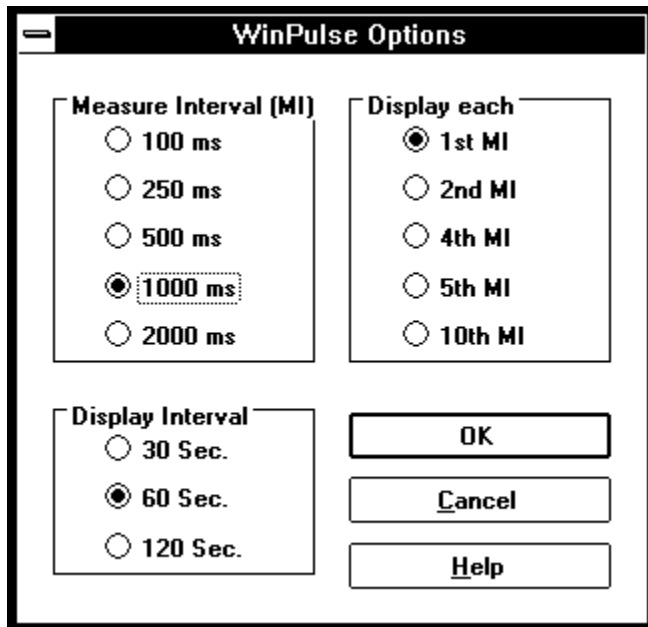 WinPulse Options
Measure Interval (MI)
100 ms
250 ms
500 ms
1000 ms
2000 ms
Display each
1st MI
2nd MI
4th MI
5th MI
10th MI
Display Interval
30 Sec.
60 Sec.
120 Sec.
OK
Cancel
Help